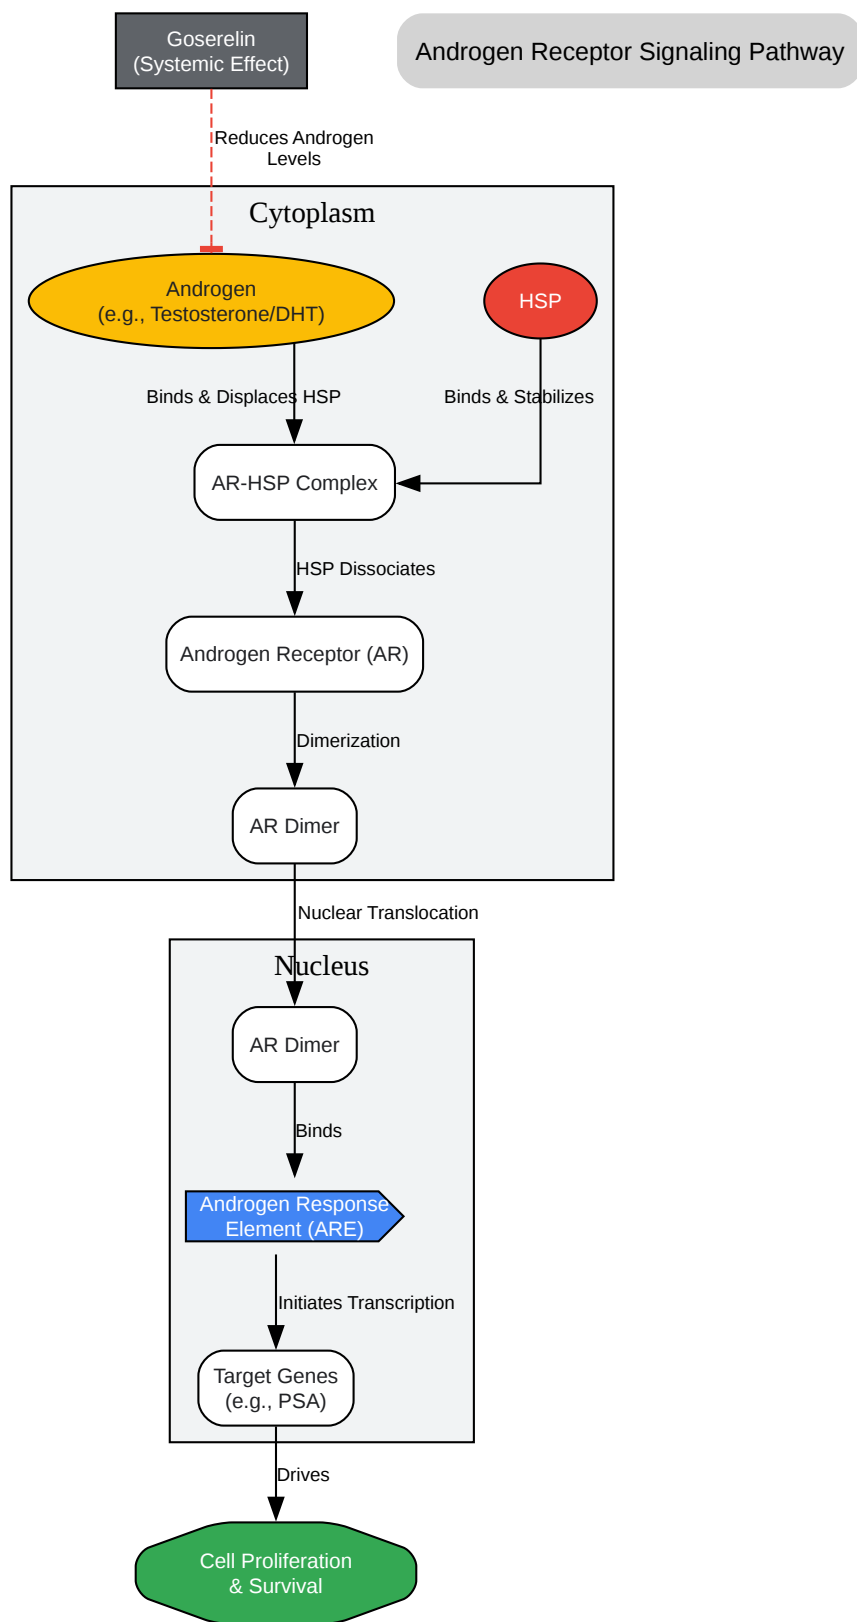 Goserelin
(Systemic Effect)
Androgen Receptor Signaling Pathway
Reduces Androgen
Levels
Cytoplasm
Androgen
(e.g., Testosterone/DHT)
HSP
Binds & Displaces HSP
Binds & Stabilizes
AR-HSP Complex
HSP Dissociates
Androgen Receptor (AR)
Dimerization
AR Dimer
Nuclear Translocation
Nucleus
AR Dimer
Binds
Androgen Response
Element (ARE)
Initiates Transcription
Target Genes
(e.g., PSA)
Drives
Cell Proliferation
& Survival